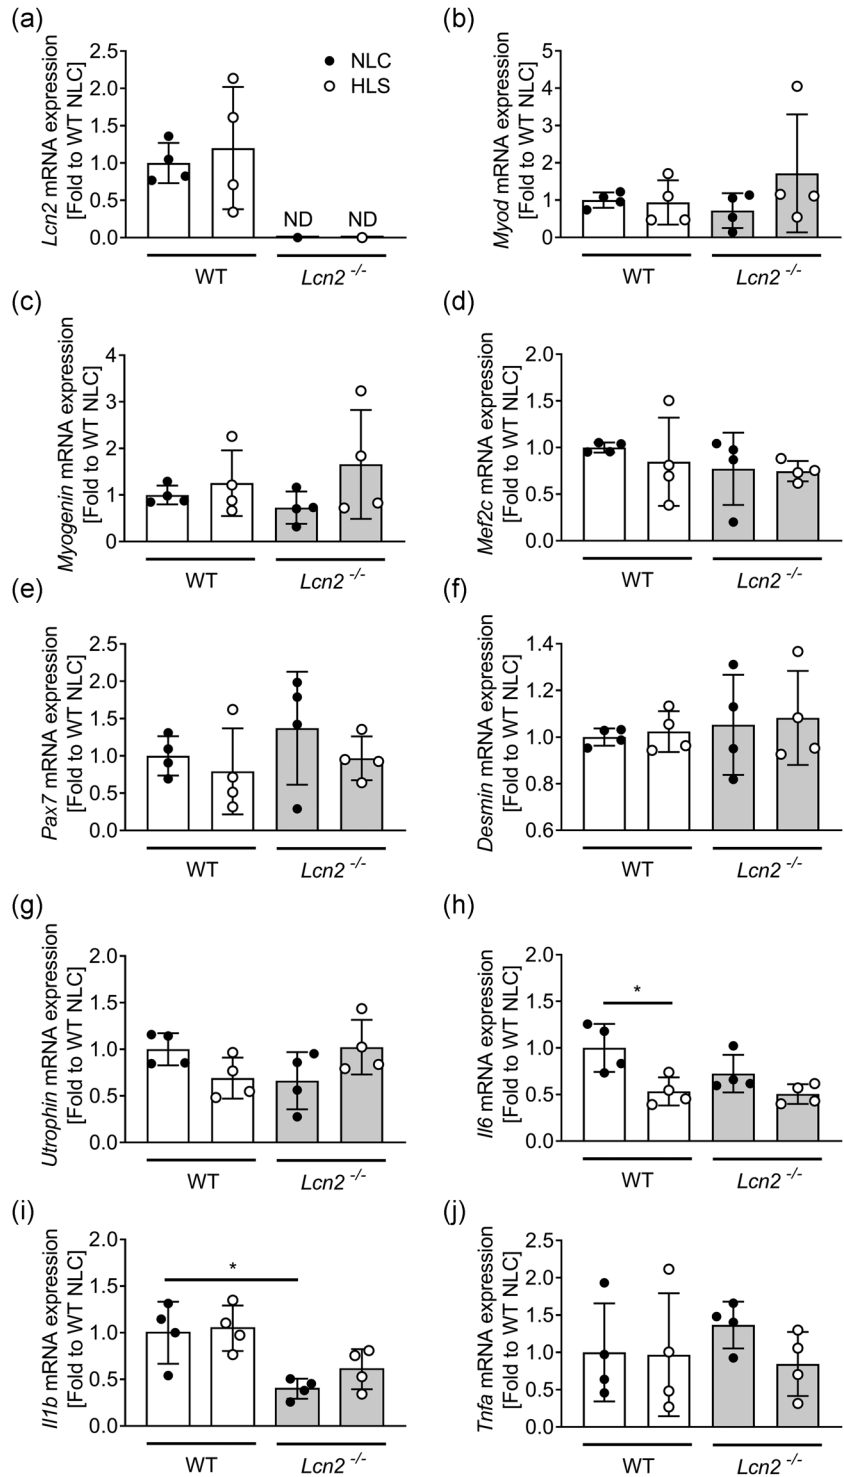 (a)
Lcn2 mRNA expression
[Fold to WT NLC]
2.5
2.0
1.5
1.0
0.5
0.0
NLC
HLS
ND ND
WT Lcn2 -/-
(b)
Myod mRNA expression
[Fold to WT NLC]
5
4
3
2
1
0
WT Lcn2 -/-
(c)
Myogenin mRNA expression
[Fold to WT NLC]
4
3
2
1
0
WT Lcn2 -/-
(d)
Mef2c mRNA expression
[Fold to WT NLC]
2.0
1.5
1.0
0.5
0.0
WT Lcn2 -/-
(e)
Pax7 mRNA expression
[Fold to WT NLC]
2.5
2.0
1.5
1.0
0.5
0.0
WT Lcn2 -/-
(f)
Desmin mRNA expression
[Fold to WT NLC]
1.4
1.2
1.0
0.8
0.6
WT Lcn2 -/-
(g)
Utrophin mRNA expression
[Fold to WT NLC]
2.0
1.5
1.0
0.5
0.0
WT Lcn2 -/-
(h)
Il6 mRNA expression
[Fold to WT NLC]
2.0
1.5
1.0
0.5
0.0
*
WT Lcn2 -/-
(i)
Il1b mRNA expression
[Fold to WT NLC]
2.0
1.5
1.0
0.5
0.0
*
WT Lcn2 -/-
(j)
Tnfa mRNA expression
[Fold to WT NLC]
2.5
2.0
1.5
1.0
0.5
0.0
WT Lcn2 -/-